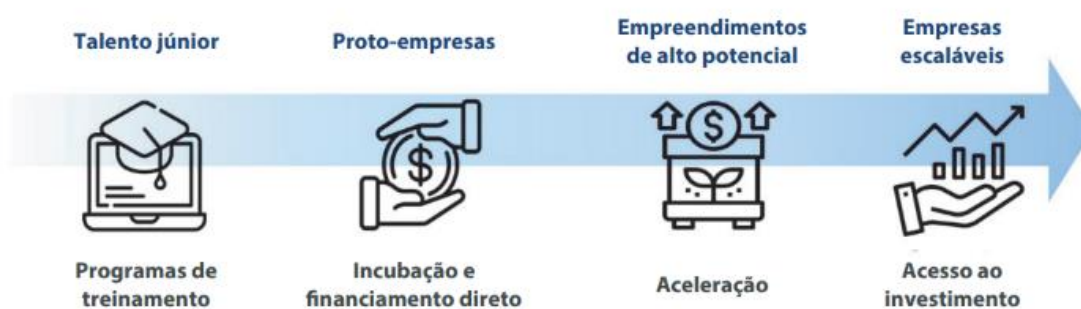 Talento júnior
Proto-empresas
Empreendimentos
de alto potencial
Empresas
escaláveis
$
$
Programas de
treinamento
Incubação e
financiamento direto
Aceleração
Acesso ao
investimento